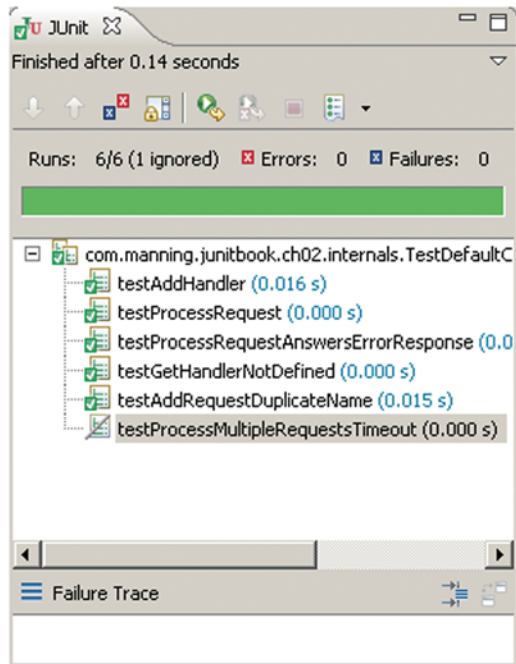 JUnit
Finished after 0.14 seconds
Runs: 6/6 (1 ignored) Errors: 0 Failures: 0
com.manning.junitbook.ch02.internals.TestDefaultC
testAddHandler (0.016 s)
testProcessRequest (0.000 s)
testProcessRequestAnswersErrorResponse (0.0
testGetHandlerNotDefined (0.000 s)
testAddRequestDuplicateName (0.015 s)
testProcessMultipleRequestsTimeout (0.000 s)
Failure Trace